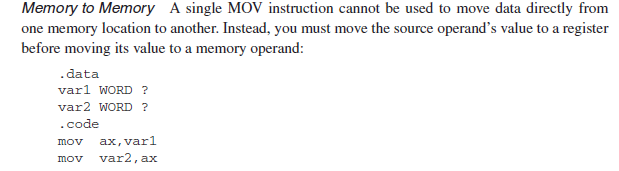 Memory to Memory A single MOV instruction cannot be used to move data directly from
one memory location to another. Instead, you must move the source operand’s value to a register
before moving its value to a memory operand:
.data
var1 WORD ?
var2 WORD ?
.code
mov ax,var1
mov var2,ax